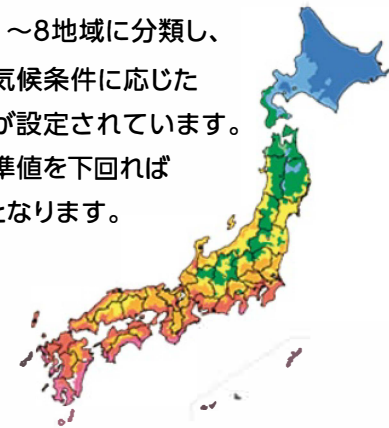 ～8地域に分類し、
気候条件に応じた
が設定されています。
準値を下回れば
となります。